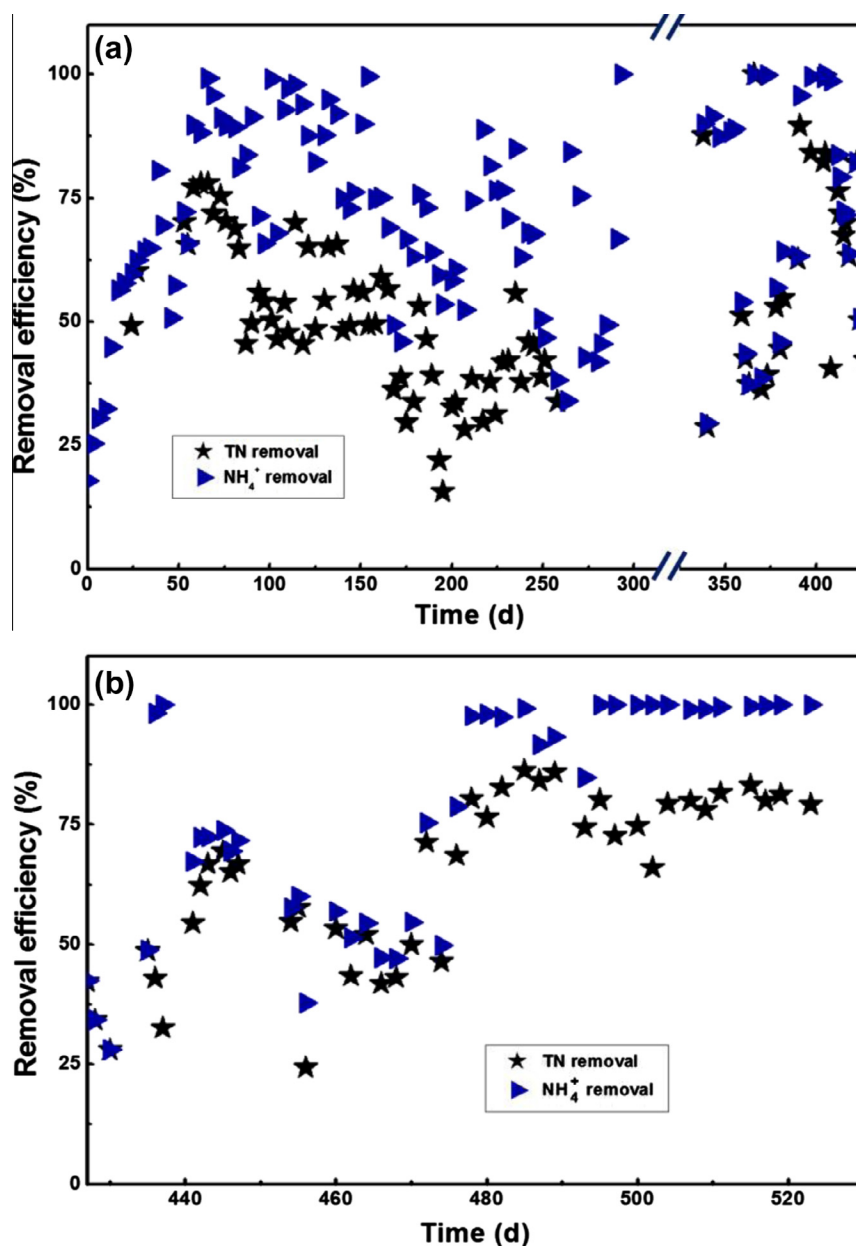 (a)
Removal efficiency (%)
100
75
50
25
0
TN removal
NH₄⁺ removal
0 50 100 150 200 250 300 350 400
Time (d)
(b)
Removal efficiency (%)
100
75
50
25
0
TN removal
NH₄⁺ removal
440 460 480 500 520
Time (d)